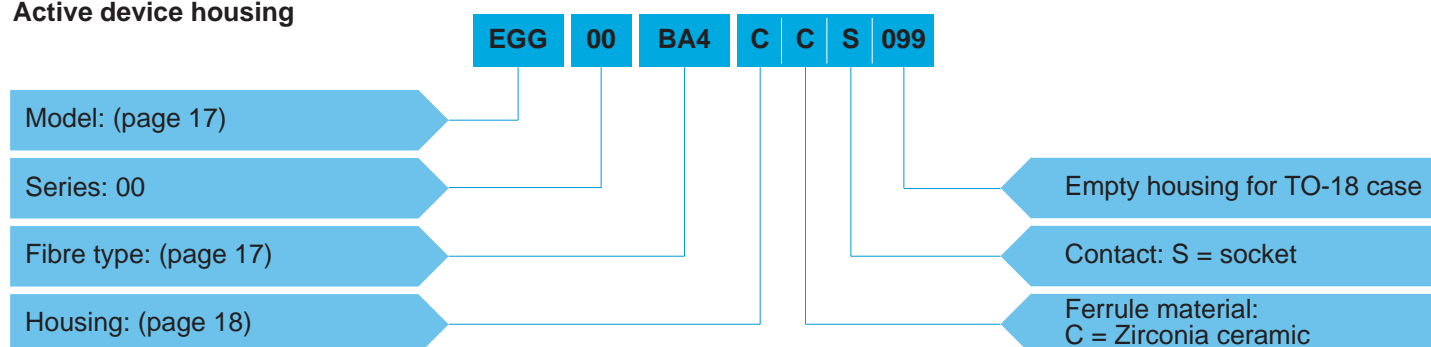 Active device housing
EGG 00 BA4 C C S 099
Model: (page 17)
Series: 00
Fibre type: (page 17)
Housing: (page 18)
Empty housing for TO-18 case
Contact: S = socket
Ferrule material:
C = Zirconia ceramic